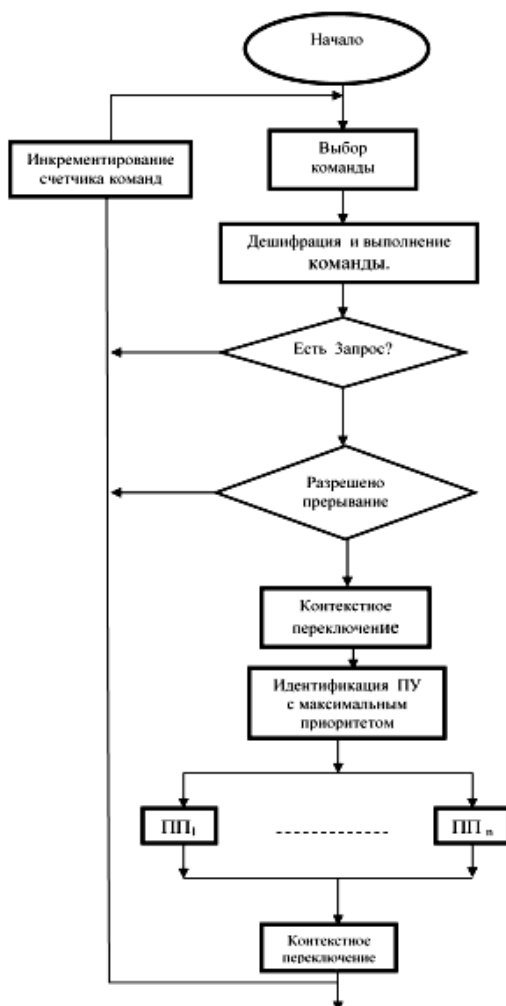 Начало
Инкрементирование
счетчика команд
Выбор
команды
Дешифрация и выполнение
команды.
Есть Запрос?
Разрешено
прерывание
Контекстное
переключение
Идентификация ПУ
с максимальным
приоритетом
ПП1
ПП n
Контекстное
переключение